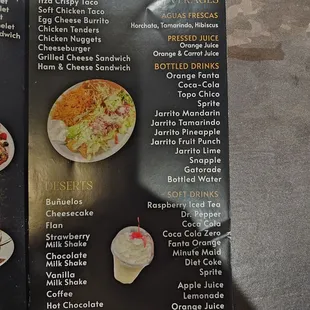 Itza Crispy Taco
Soft Chicken Taco
Egg Cheese Burrito
Chicken Tenders
Chicken Nuggets
Cheeseburger
Grilled Cheese Sandwich
Ham & Cheese Sandwich
DESERTS
Buñuelos
Cheesecake
Flan
Strawberry
Milk Shake
Chocolate
Milk Shake
Vanilla
Milk Shake
Coffee
Hot Chocolate
AGUAS FRESCAS
Horchata, Tamarindo, Hibiscus
PRESSED JUICE
Orange Juice
Orange & Carrot Juice
BOTTLED DRINKS
Orange Fanta
Coca-Cola
Topo Chico
Sprite
Jarrito Mandarin
Jarrito Tamarindo
Jarrito Pineapple
Jarrito Fruit Punch
Jarrito Lime
Snapple
Gatorade
Bottled Water
SOFT DRINKS
Raspberry Iced Tea
Dr. Pepper
Coca Cola
Coca Cola Zero
Fanta Orange
Minute Maid
Diet Coke
Sprite
Apple Juice
Lemonade
Orange Juice